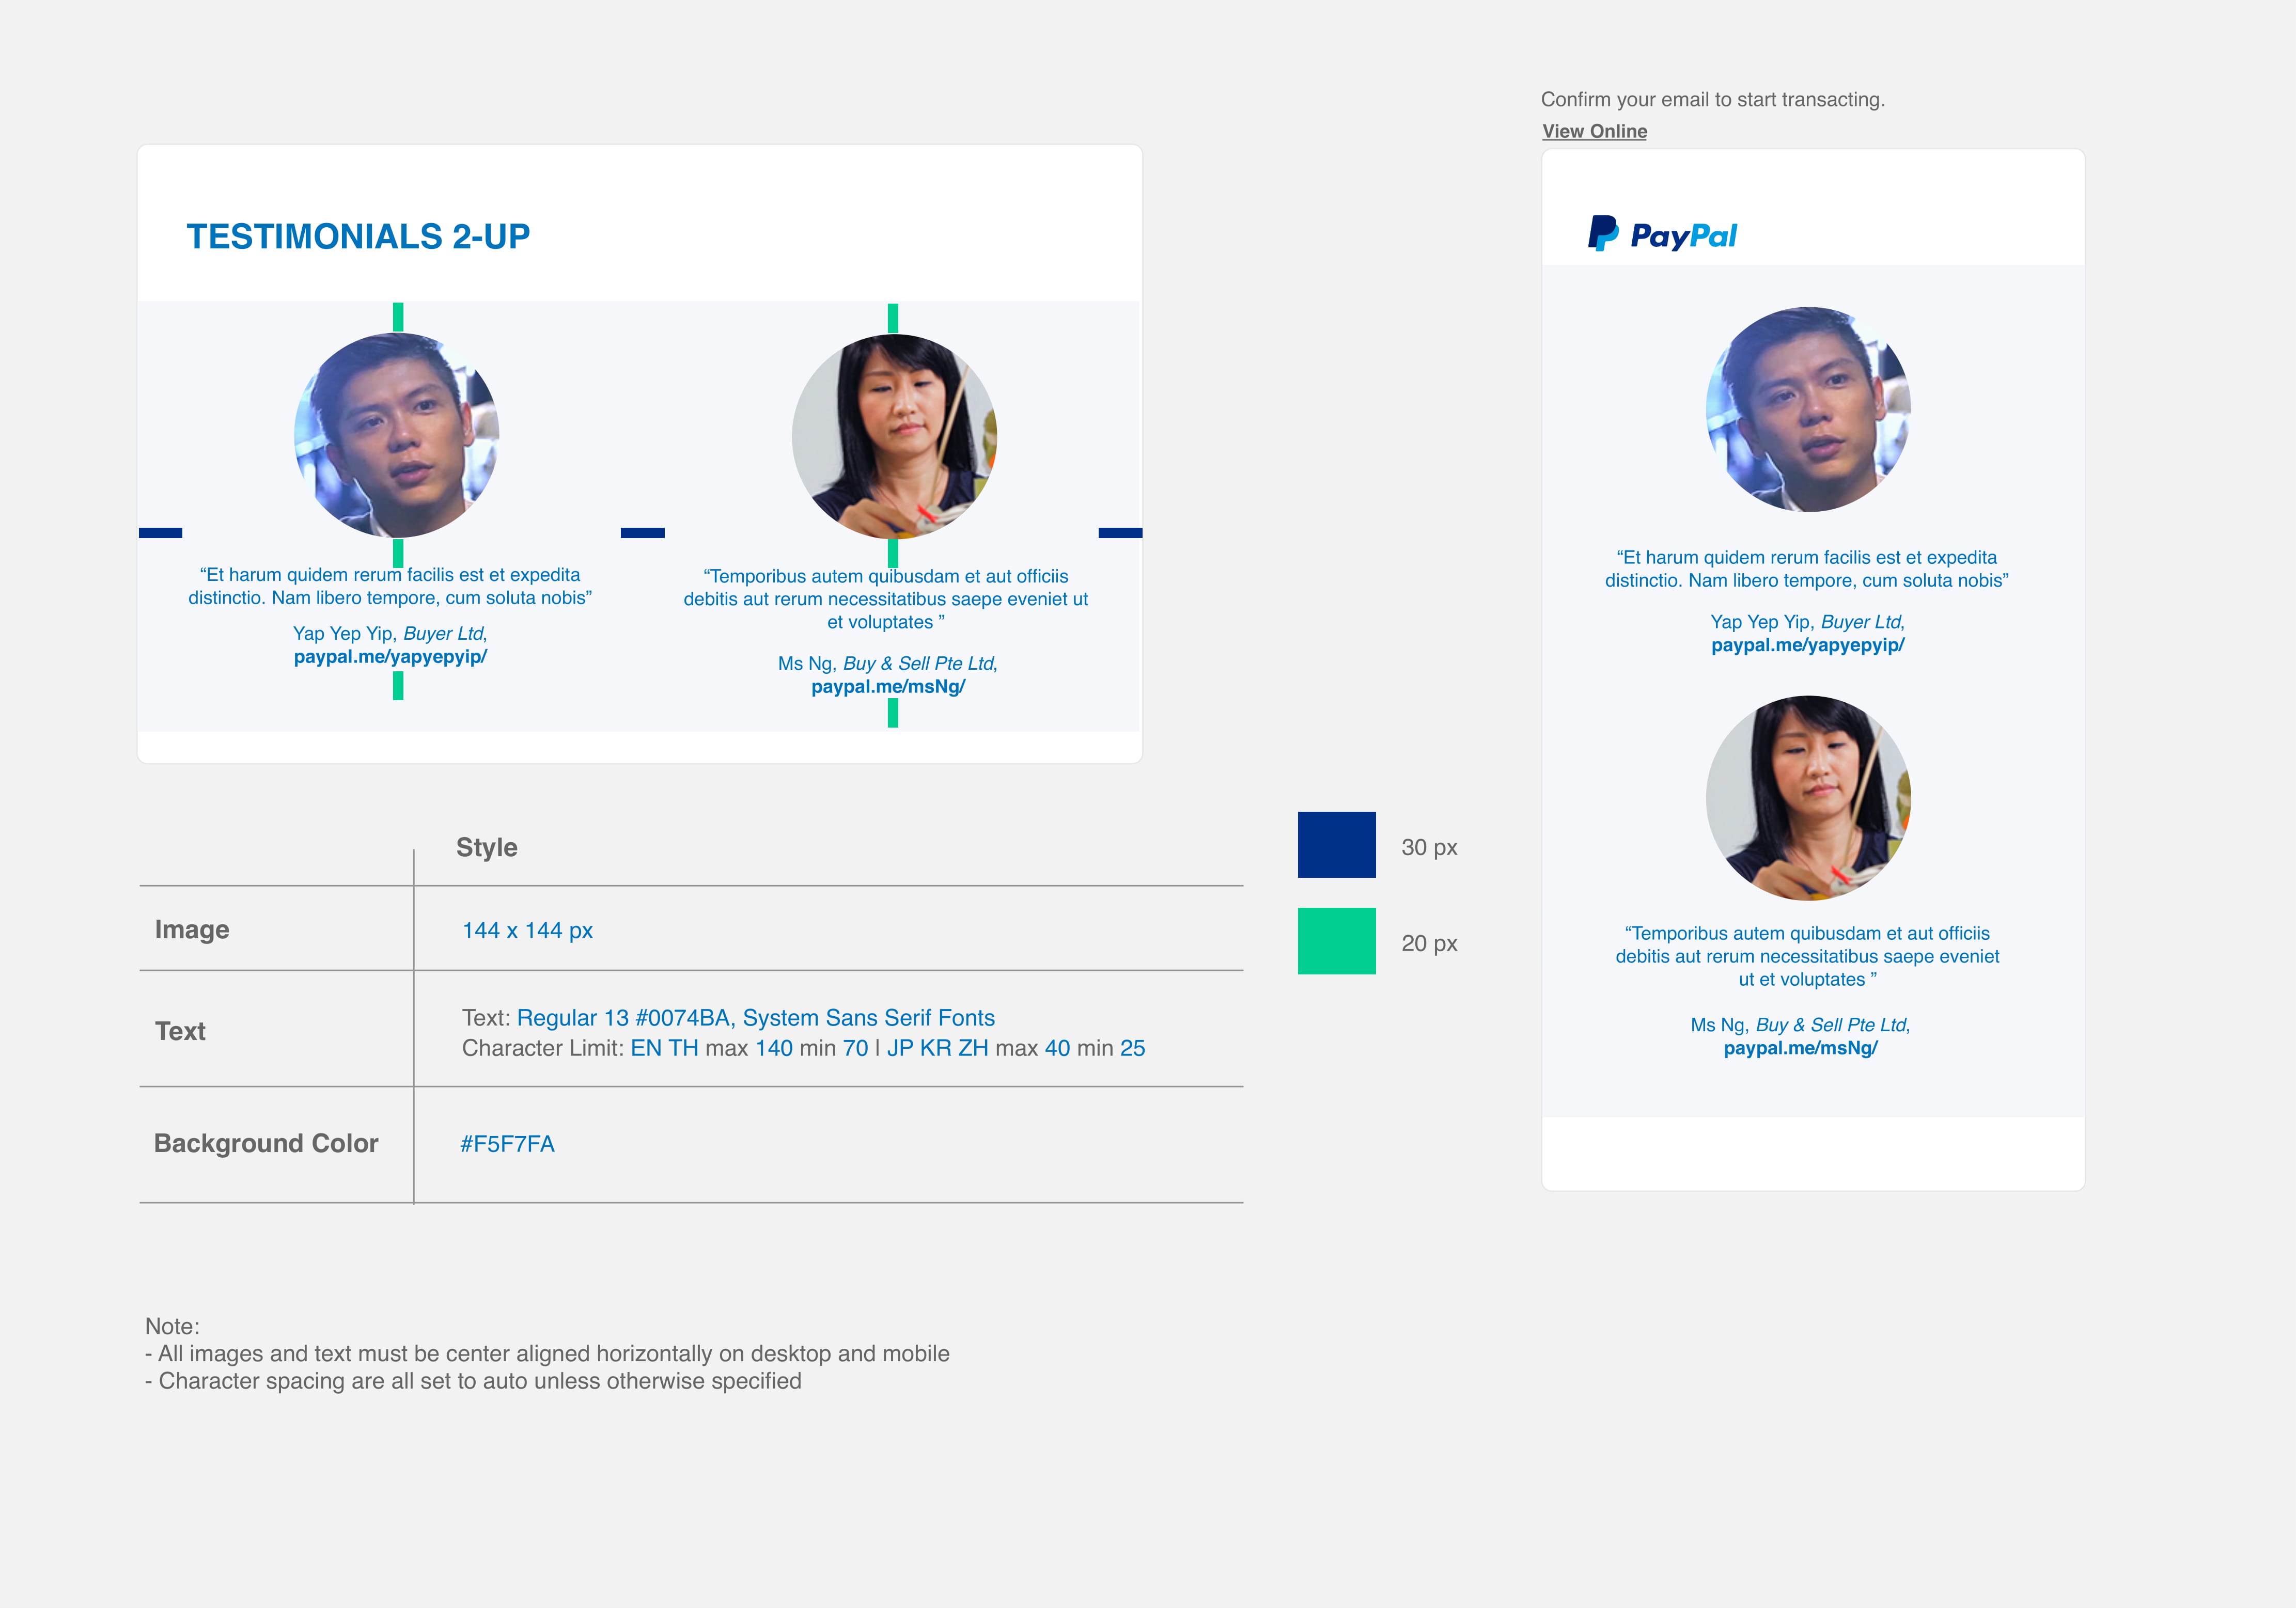 TESTIMONIALS 2-UP
“Et harum quidem rerum facilis est et expedita
distinctio. Nam libero tempore, cum soluta nobis”
Yap Yep Yip, Buyer Ltd,
paypal.me/yapyepyip/
“Temporibus autem quibusdam et aut officiis
debitis aut rerum necessitatibus saepe eveniet ut
et voluptates ”
Ms Ng, Buy & Sell Pte Ltd,
paypal.me/msNg/
Style
Image
144 x 144 px
Text
Text: Regular 13 #0074BA, System Sans Serif Fonts
Character Limit: EN TH max 140 min 70 | JP KR ZH max 40 min 25
Background Color
#F5F7FA
30 px
20 px
Note:
- All images and text must be center aligned horizontally on desktop and mobile
- Character spacing are all set to auto unless otherwise specified
Confirm your email to start transacting.
View Online
PayPal
“Et harum quidem rerum facilis est et expedita
distinctio. Nam libero tempore, cum soluta nobis”
Yap Yep Yip, Buyer Ltd,
paypal.me/yapyepyip/
“Temporibus autem quibusdam et aut officiis
debitis aut rerum necessitatibus saepe eveniet
ut et voluptates ”
Ms Ng, Buy & Sell Pte Ltd,
paypal.me/msNg/